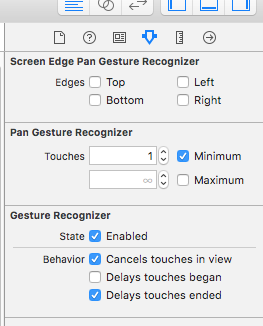 Screen Edge Pan Gesture Recognizer
Edges Top Left
Bottom Right
Pan Gesture Recognizer
Touches 1 Minimum
∞ Maximum
Gesture Recognizer
State Enabled
Behavior Cancels touches in view
Delays touches began
Delays touches ended